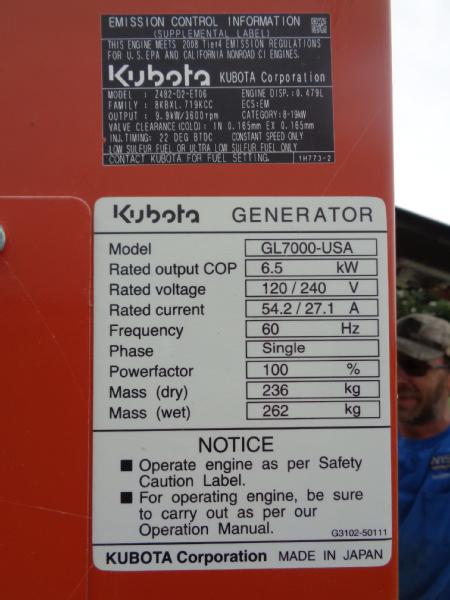 EMISSION CONTROL INFORMATION
(SUPPLEMENTAL LABEL)
THIS ENGINE MEETS 2008 Tier4 EMISSION REGULATIONS
FOR U.S. EPA AND CALIFORNIA NONROAD CI ENGINES.
Kubota KUBOTA Corporation
MODEL : Z482-D2-ET06 ENGINE DISP.: 0.479L
FAMILY : 8KBXL.719KCC ECS:EM
OUTPUT : 9.9kW/3600rpm CATEGORY: 8-19kW
VALVE CLEARANCE(COLD): IN 0.165mm EX 0.165mm
INJ.TIMING: 22 DEG BTDC CONSTANT SPEED ONLY
LOW SULFUR FUEL OR ULTRA LOW SULFUR FUEL ONLY
CONTACT KUBOTA FOR FUEL SETTING. 1H773-2
Kubota GENERATOR
Model GL7000-USA
Rated output COP 6.5 kW
Rated voltage 120 / 240 V
Rated current 54.2 / 27.1 A
Frequency 60 Hz
Phase Single
Powerfactor 100 %
Mass (dry) 236 kg
Mass (wet) 262 kg
NOTICE
■ Operate engine as per Safety
Caution Label.
■ For operating engine, be sure
to carry out as per our
Operation Manual.
G3102-50111
KUBOTA Corporation MADE IN JAPAN